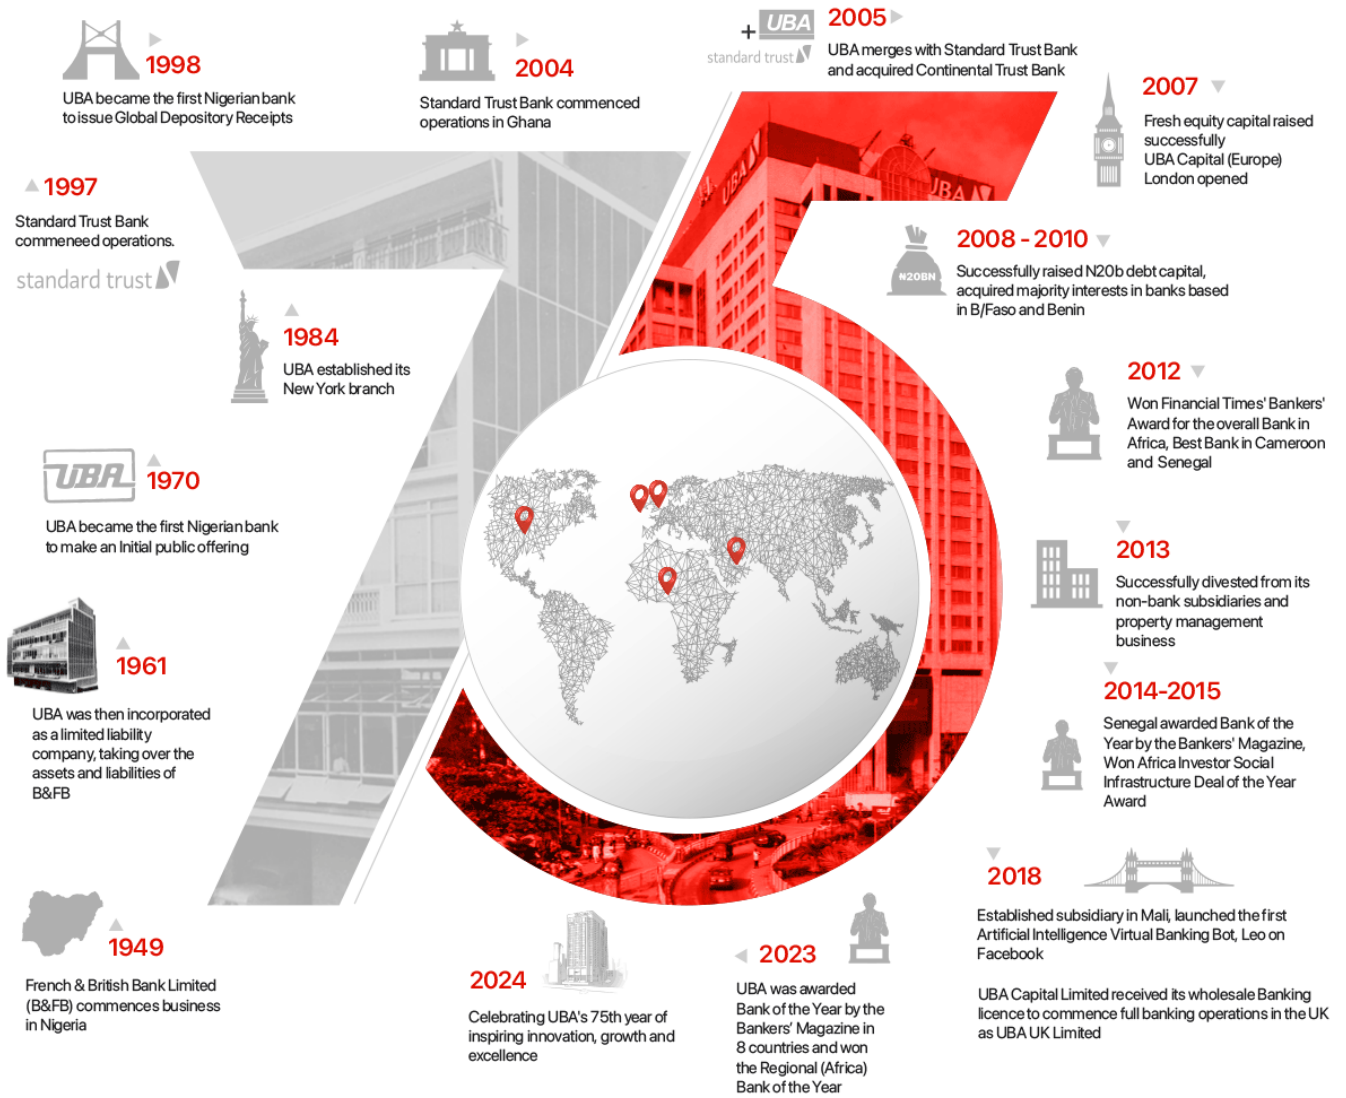 1998
UBA became the first Nigerian bank
to issue Global Depository Receipts
2004
Standard Trust Bank commenced
operations in Ghana
+ UBA
standard trust
2005
UBA merges with Standard Trust Bank
and acquired Continental Trust Bank
2007
Fresh equity capital raised
successfully
UBA Capital (Europe)
London opened
1997
Standard Trust Bank
commeneed operations.
standard trust
UBA
UBA
₦20BN
2008 - 2010
Successfully raised N20b debt capital,
acquired majority interests in banks based
in B/Faso and Benin
1984
UBA established its
New York branch
2012
Won Financial Times' Bankers'
Award for the overall Bank in
Africa, Best Bank in Cameroon
and Senegal
UBA
1970
UBA became the first Nigerian bank
to make an Initial public offering
2013
Successfully divested from its
non-bank subsidiaries and
property management
business
1961
UBA was then incorporated
as a limited liability
company, taking over the
assets and liabilities of
B&FB
2014-2015
Senegal awarded Bank of the
Year by the Bankers' Magazine,
Won Africa Investor Social
Infrastructure Deal of the Year
Award
2018
Established subsidiary in Mali, launched the first
Artificial Intelligence Virtual Banking Bot, Leo on
Facebook
UBA Capital Limited received its wholesale Banking
licence to commence full banking operations in the UK
as UBA UK Limited
1949
French & British Bank Limited
(B&FB) commences business
in Nigeria
2024
Celebrating UBA's 75th year of
inspiring innovation, growth and
excellence
2023
UBA was awarded
Bank of the Year by the
Bankers' Magazine in
8 countries and won
the Regional (Africa)
Bank of the Year
75